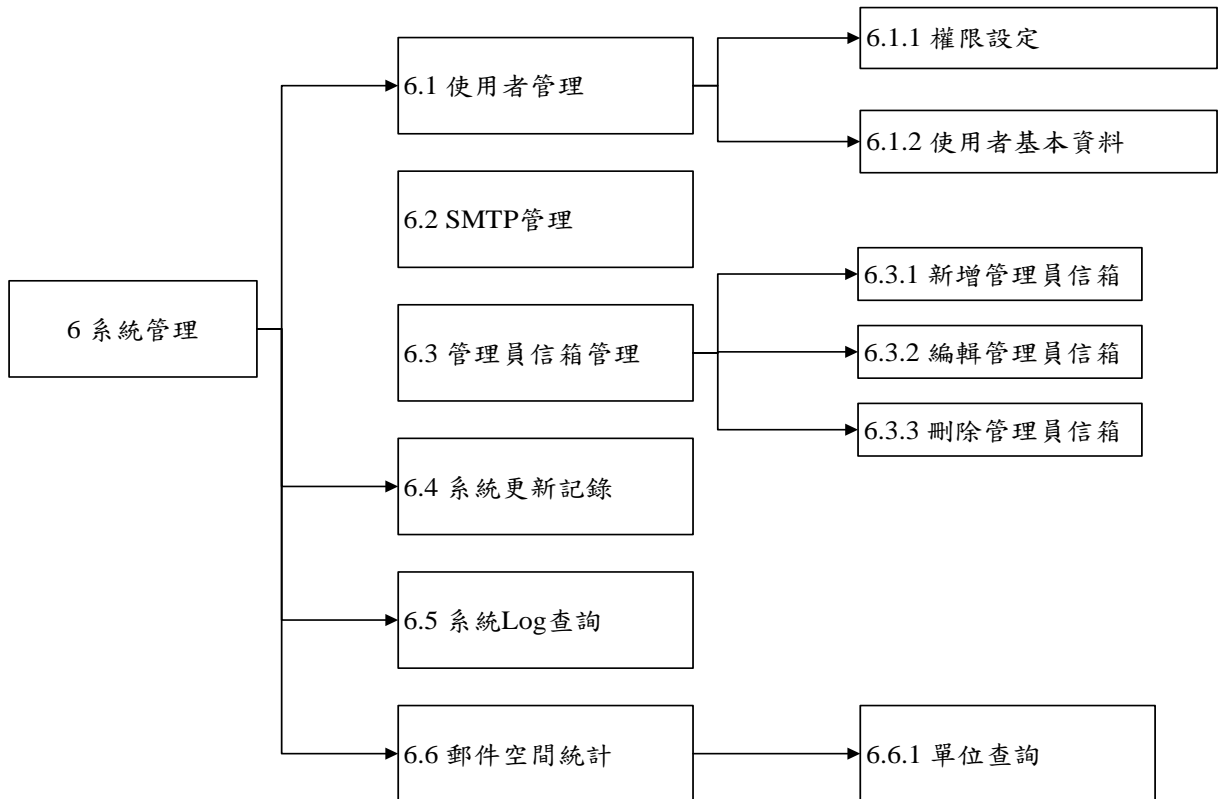 6 系統管理
6.1 使用者管理
6.1.1 權限設定
6.1.2 使用者基本資料
6.2 SMTP管理
6.3 管理員信箱管理
6.3.1 新增管理員信箱
6.3.2 編輯管理員信箱
6.3.3 刪除管理員信箱
6.4 系統更新記錄
6.5 系統Log查詢
6.6 郵件空間統計
6.6.1 單位查詢